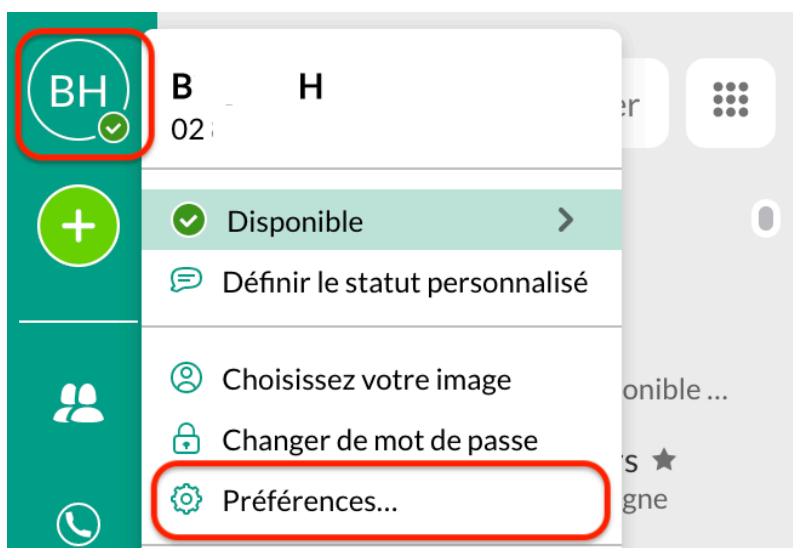 BH
B H
02
Disponible
Définir le statut personnalisé
Choisissez votre image
Changer de mot de passe
Préférences...
er
onible ...
s
gne